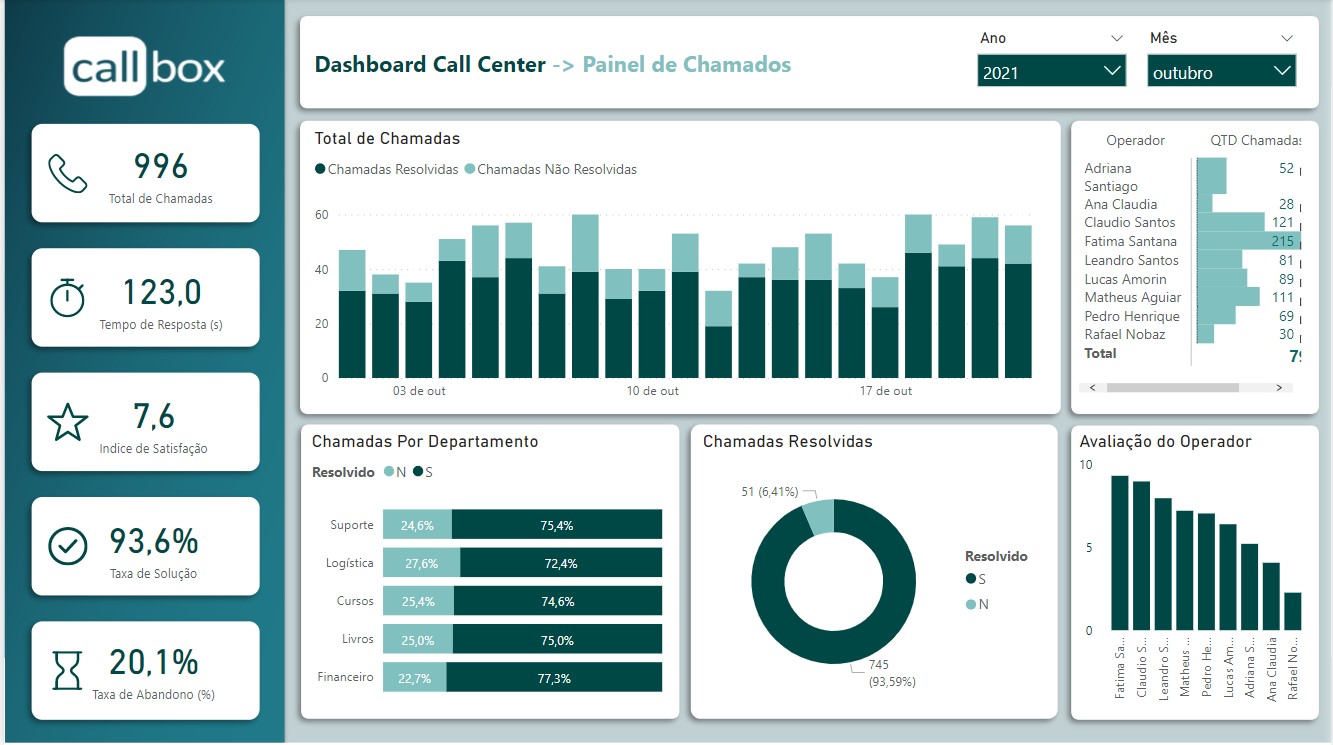 callbox
Dashboard Call Center -> Painel de Chamados
Ano
2021
Mês
outubro
996
Total de Chamadas
123,0
Tempo de Resposta (s)
7,6
Indice de Satisfação
93,6%
Taxa de Solução
20,1%
Taxa de Abandono (%)
Total de Chamadas
Chamadas Resolvidas Chamadas Não Resolvidas
60
40
20
0
03 de out 10 de out 17 de out
Operador QTD Chamadas
Adriana Santiago 52
Ana Claudia 28
Claudio Santos 121
Fatima Santana 215
Leandro Santos 81
Lucas Amorin 89
Matheus Aguiar 111
Pedro Henrique 69
Rafael Nobaz 30
Total
Chamadas Por Departamento
Resolvido N S
Suporte 24,6% 75,4%
Logística 27,6% 72,4%
Cursos 25,4% 74,6%
Livros 25,0% 75,0%
Financeiro 22,7% 77,3%
Chamadas Resolvidas
51 (6,41%)
745
(93,59%)
Resolvido
S
N
Avaliação do Operador
10
5
0
Fatima Sa...
Claudio S...
Leandro S...
Matheus ...
Pedro He...
Lucas Am...
Adriana S...
Ana Claudia
Rafael No...